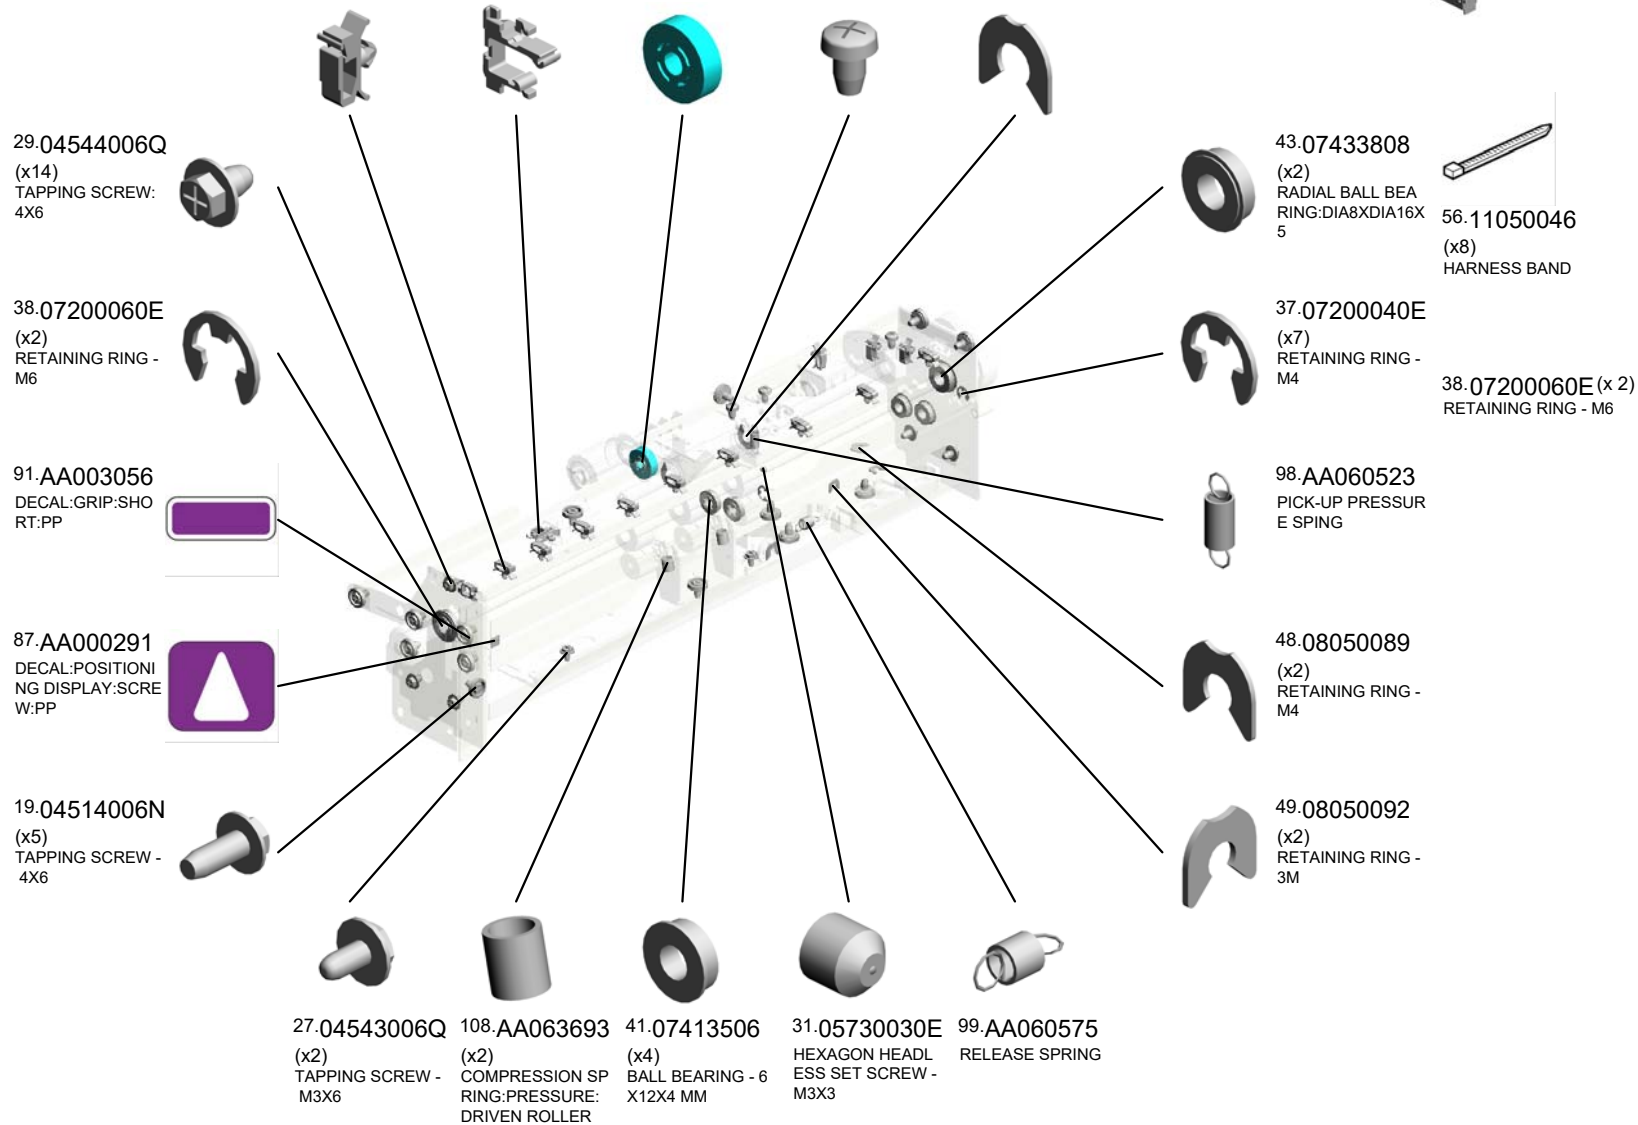 29.04544006Q
(x14)
TAPPING SCREW:
4X6
38.07200060E
(x2)
RETAINING RING -
M6
91.AA003056
DECAL:GRIP:SHO
RT:PP
87.AA000291
DECAL:POSITIONI
NG DISPLAY:SCRE
W:PP
19.04514006N
(x5)
TAPPING SCREW -
4X6
27.04543006Q
(x2)
TAPPING SCREW -
M3X6
108.AA063693
(x2)
COMPRESSION SP
RING:PRESSURE:
DRIVEN ROLLER
41.07413506
(x4)
BALL BEARING - 6
X12X4 MM
31.05730030E
HEXAGON HEADL
ESS SET SCREW -
M3X3
99.AA060575
RELEASE SPRING
43.07433808
(x2)
RADIAL BALL BEA
RING:DIA8XDIA16X
5
37.07200040E
(x7)
RETAINING RING -
M4
98.AA060523
PICK-UP PRESSUR
E SPING
48.08050089
(x2)
RETAINING RING -
M4
49.08050092
(x2)
RETAINING RING -
3M
56.11050046
(x8)
HARNESS BAND
38.07200060E (x 2)
RETAINING RING - M6